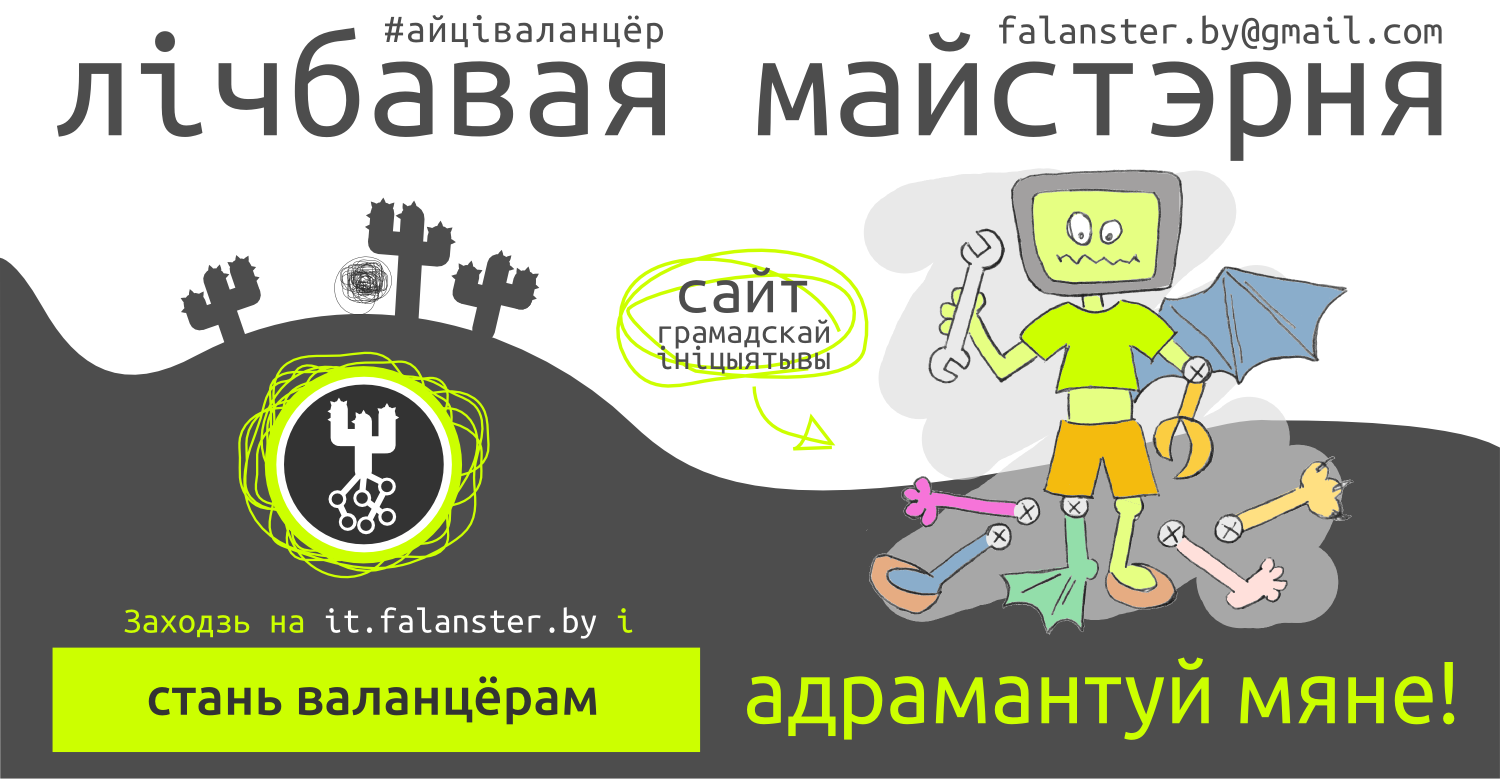 #айціваланцёр
falanster.by@gmail.com
лічбавая майстэрня
сайт
грамадскай
ініцыятывы
Заходзь на it.falanster.by і
стань валанцёрам
адрамантуй мяне!